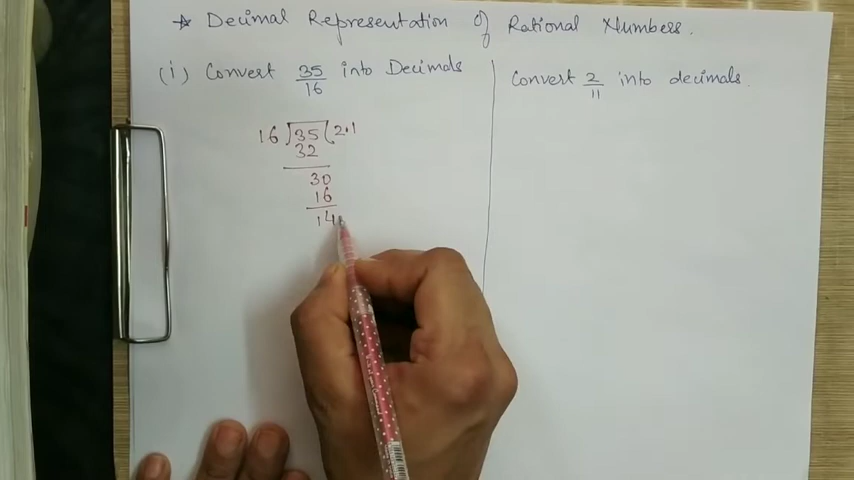 * Decimal Representation of Rational Numbers.
(i) Convert 35/16 into Decimals
16 ) 35 ( 2.1
32
30
16
14
Convert 2/11 into decimals.